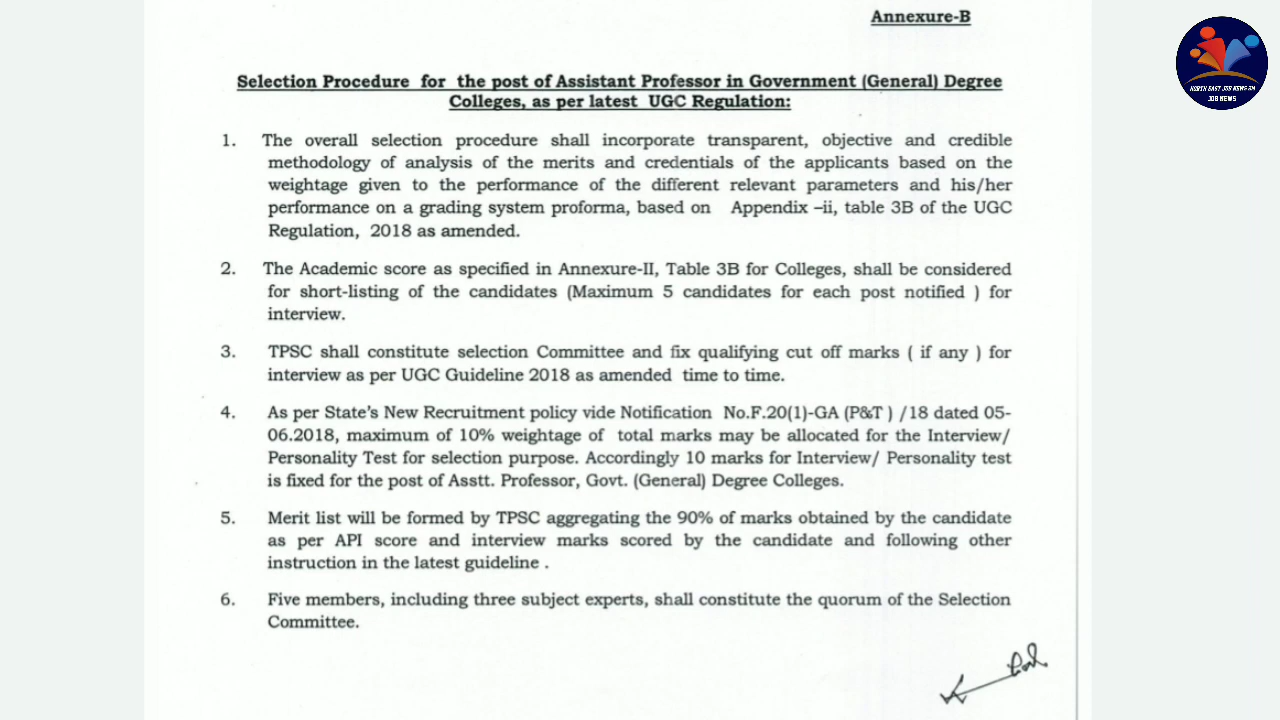 Annexure-B
Selection Procedure for the post of Assistant Professor in Government (General) Degree
Colleges, as per latest UGC Regulation:
1. The overall selection procedure shall incorporate transparent, objective and credible
methodology of analysis of the merits and credentials of the applicants based on the
weightage given to the performance of the different relevant parameters and his/her
performance on a grading system proforma, based on Appendix –ii, table 3B of the UGC
Regulation, 2018 as amended.
2. The Academic score as specified in Annexure-II, Table 3B for Colleges, shall be considered
for short-listing of the candidates (Maximum 5 candidates for each post notified ) for
interview.
3. TPSC shall constitute selection Committee and fix qualifying cut off marks ( if any ) for
interview as per UGC Guideline 2018 as amended time to time.
4. As per State's New Recruitment policy vide Notification No.F.20(1)-GA (P&T ) /18 dated 05-
06.2018, maximum of 10% weightage of total marks may be allocated for the Interview/
Personality Test for selection purpose. Accordingly 10 marks for Interview/ Personality test
is fixed for the post of Asstt. Professor, Govt. (General) Degree Colleges.
5. Merit list will be formed by TPSC aggregating the 90% of marks obtained by the candidate
as per API score and interview marks scored by the candidate and following other
instruction in the latest guideline .
6. Five members, including three subject experts, shall constitute the quorum of the Selection
Committee.
NORTH EAST JOB NEWS AM
JOB NEWS